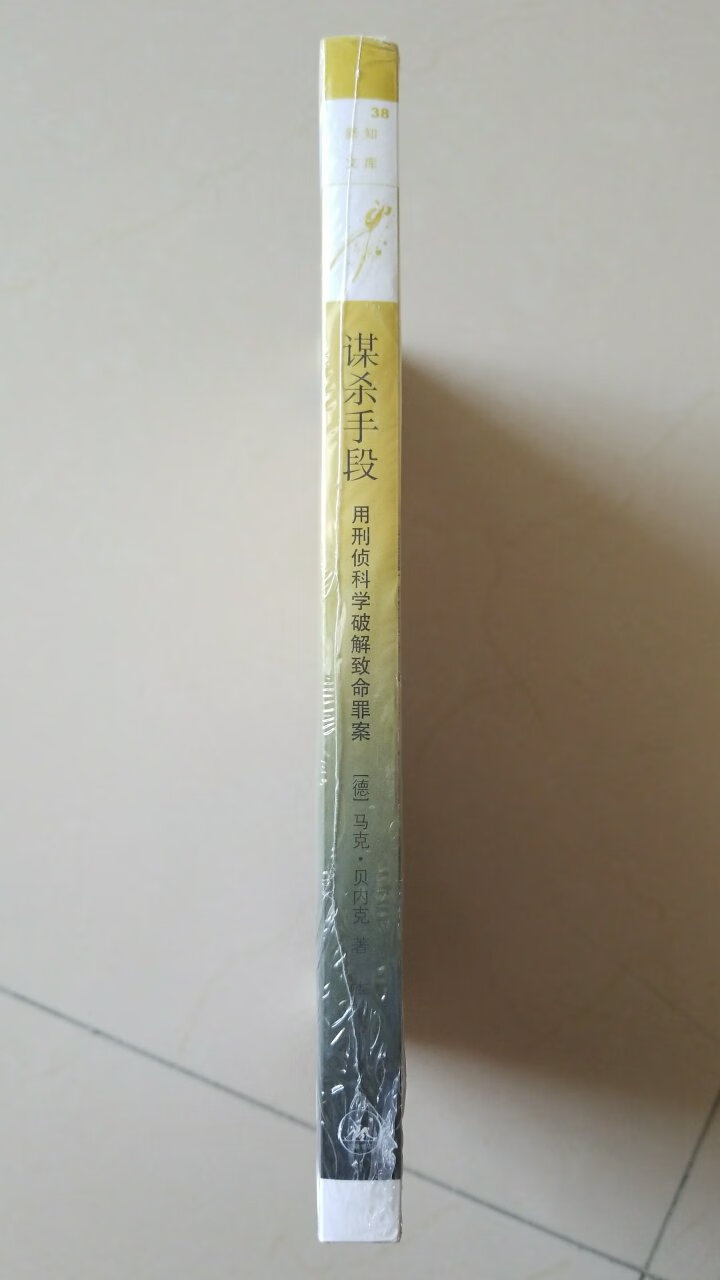 38
新知
文库
谋杀手段
用刑侦科学破解致命罪案
[德] 马克·贝内克 著